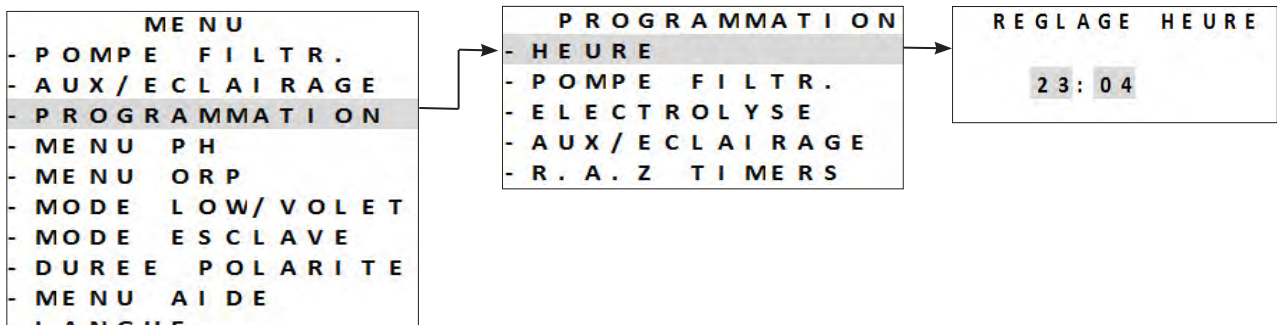 MENU
- POMPE FILTR.
- AUX/ECLAIRAGE
- PROGRAMMATION
- MENU PH
- MENU ORP
- MODE LOW/VOLET
- MODE ESCLAVE
- DUREE POLARITE
- MENU AIDE
PROGRAMMATION
- HEURE
- POMPE FILTR.
- ELECTROLYSE
- AUX/ECLAIRAGE
- R.A.Z TIMERS
REGLAGE HEURE
23:04